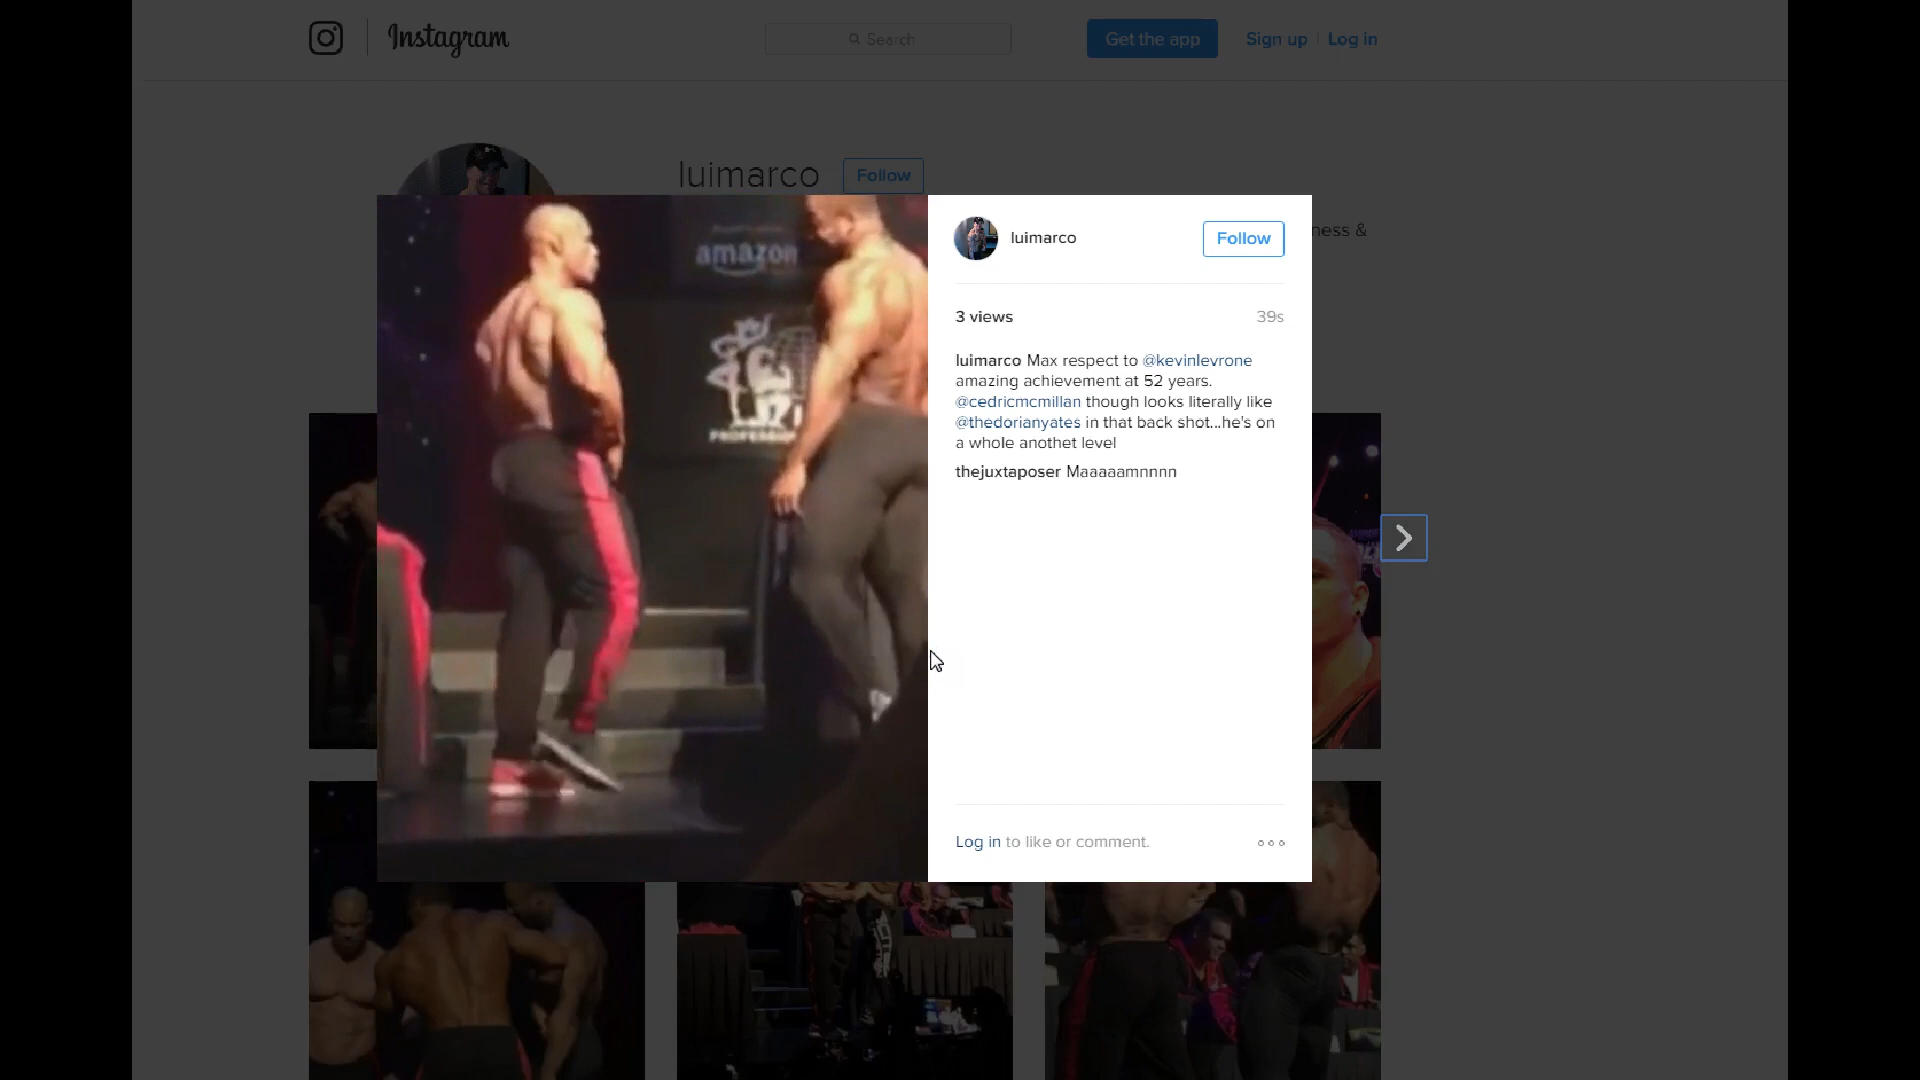 Instagram
Search
Get the app
Sign up
Log in
luimarco
Follow
ness &
amazon
PROFESSION
luimarco
Follow
3 views
39s
luimarco Max respect to @kevinlevrone
amazing achievement at 52 years.
@cedricmcmillan though looks literally like
@thedorianyates in that back shot...he's on
a whole anothet level
thejuxtaposer Maaaaamnnnn
Log in to like or comment.